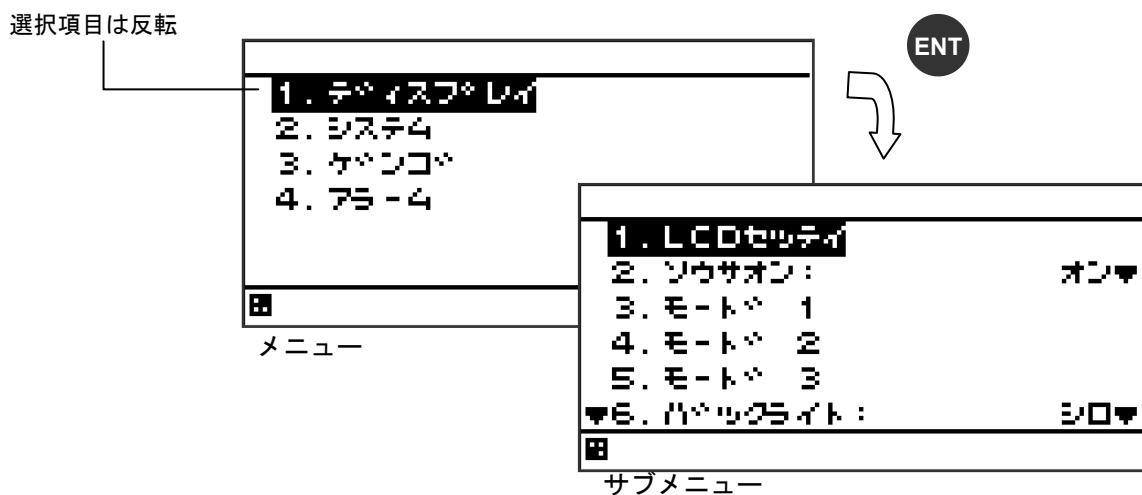 選択項目は反転
ENT
1.ディスプレイ
2.システム
3.ゲンゴ
4.アラーム
メニュー
1.LCDセッテイ
2.ソウサオン: オン▼
3.モード 1
4.モード 2
5.モード 3
▼6.バックライト: シロ▼
サブメニュー